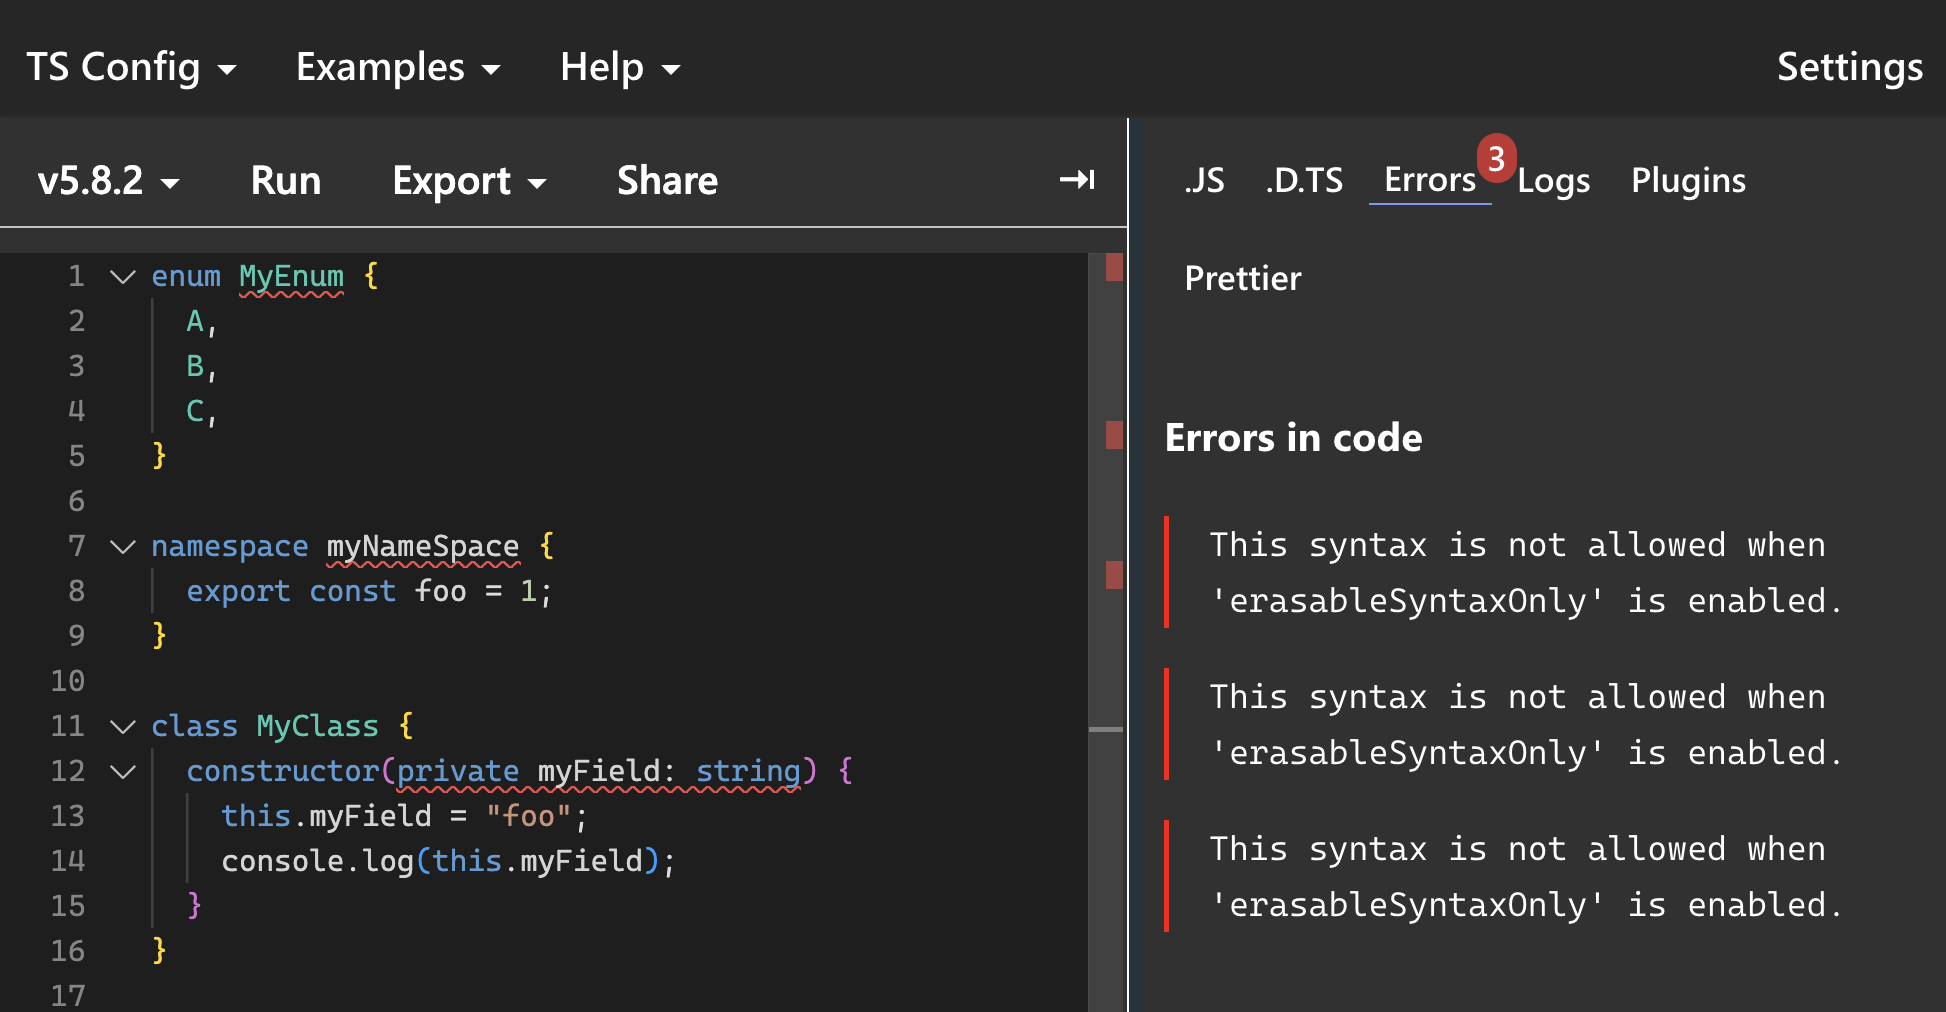 TS Config Examples Help Settings
v5.8.2 Run Export Share
.JS .D.TS Errors 3 Logs Plugins
Prettier
1 enum MyEnum {
2 A,
3 B,
4 C,
5 }
6
7 namespace myNameSpace {
8 export const foo = 1;
9 }
10
11 class MyClass {
12 constructor(private myField: string) {
13 this.myField = "foo";
14 console.log(this.myField);
15 }
16 }
17
Errors in code
This syntax is not allowed when
'erasableSyntaxOnly' is enabled.
This syntax is not allowed when
'erasableSyntaxOnly' is enabled.
This syntax is not allowed when
'erasableSyntaxOnly' is enabled.